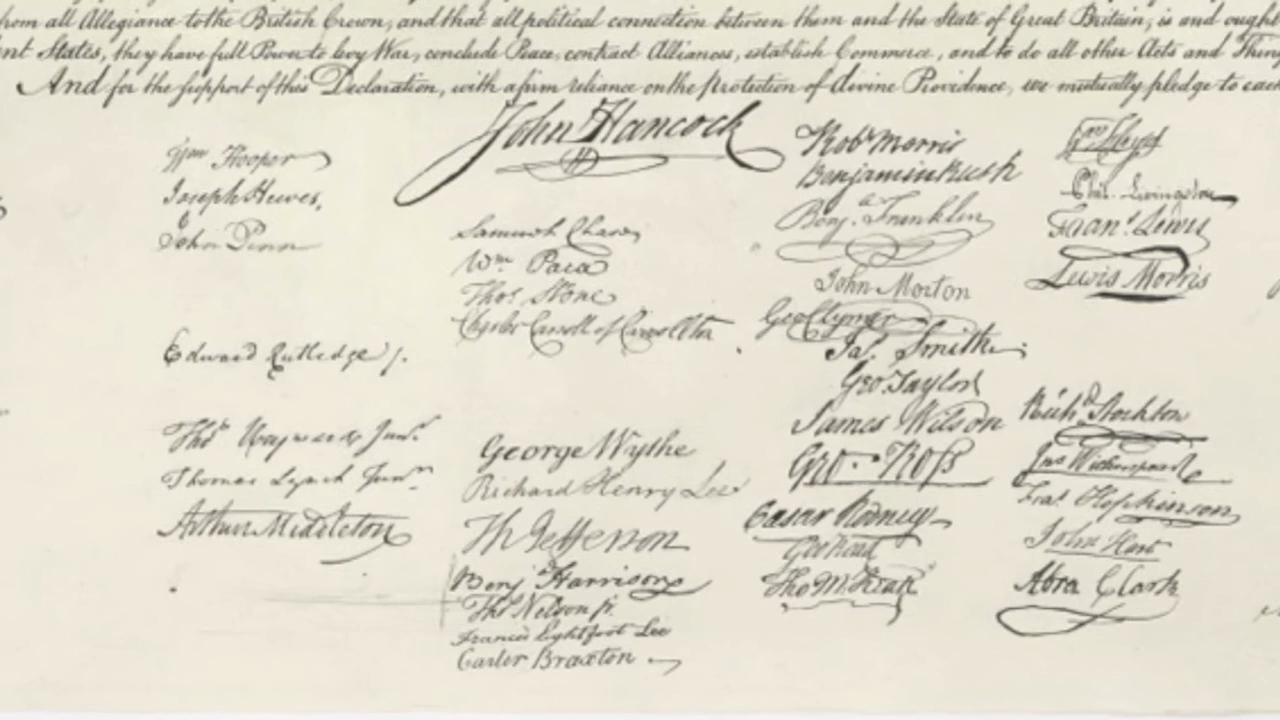 from all Allegiance to the British Crown, and that all political connection between them and the State of Great Britain, is and ought
nt States, they have full Power to levy War, conclude Peace, contract Alliances, establish Commerce, and to do all other Acts and Thing
And for the support of this Declaration, with a firm reliance on the Protection of divine Providence, we mutually pledge to each
John Hancock
Wm Hooper
Joseph Hewes,
John Penn
Edward Rutledge /.
Thos Heyward Junr.
Thomas Lynch Junr.
Arthur Middleton
Samuel Chase
Wm. Paca
Thos. Stone
Charles Carroll of Carrollton
George Wythe
Richard Henry Lee
Th Jefferson
Benj Harrison
Thos Nelson jr.
Francis Lightfoot Lee
Carter Braxton
Robt Morris
Benjamin Rush
Benj. Franklin
John Morton
Geo Clymer
Jas. Smith
Geo. Taylor
James Wilson
Geo. Ross
Caesar Rodney
Geo Read
Tho M:Kean
Wm Floyd
Phil. Livingston
Frans. Lewis
Lewis Morris
Richd. Stockton
Jno Witherspoon
Fras. Hopkinson
John Hart
Abra Clark